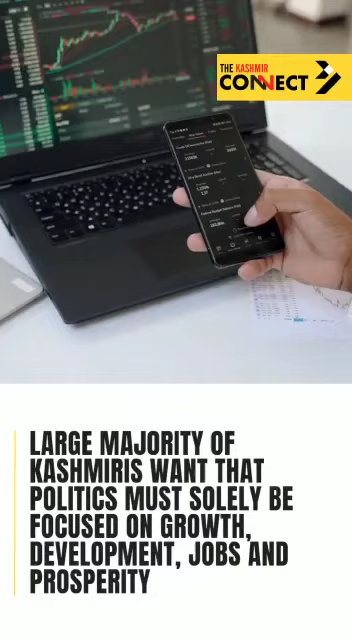 THE KASHMIR
CONNECT
LARGE MAJORITY OF
KASHMIRIS WANT THAT
POLITICS MUST SOLELY BE
FOCUSED ON GROWTH,
DEVELOPMENT, JOBS AND
PROSPERITY